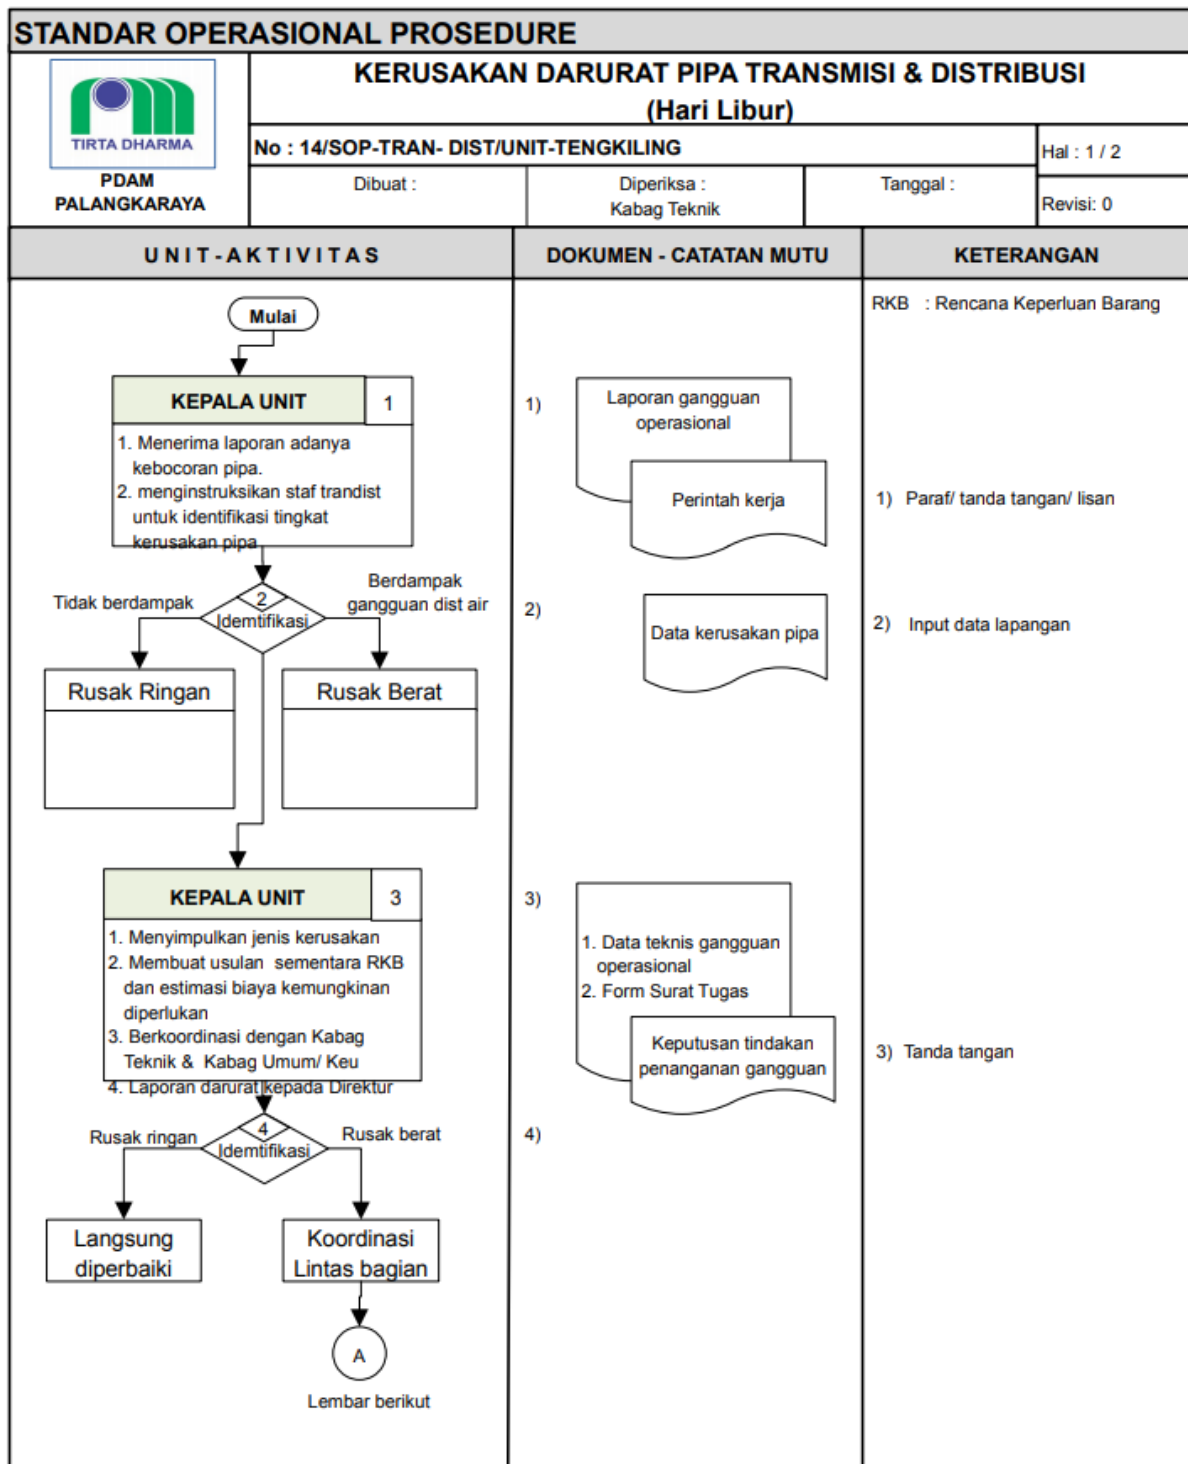 STANDAR OPERASIONAL PROSEDURE
TIRTA DHARMA
PDAM
PALANGKARAYA
KERUSAKAN DARURAT PIPA TRANSMISI & DISTRIBUSI
(Hari Libur)
No : 14/SOP-TRAN- DIST/UNIT-TENGKILING
Hal : 1 / 2
Dibuat :
Diperiksa :
Kabag Teknik
Tanggal :
Revisi: 0
UNIT-AKTIVITAS
DOKUMEN - CATATAN MUTU
KETERANGAN
Mulai
KEPALA UNIT
1
1. Menerima laporan adanya
kebocoran pipa.
2. menginstruksikan staf trandist
untuk identifikasi tingkat
kerusakan pipa
2
Idemtifikasi
Tidak berdampak
Berdampak
gangguan dist air
Rusak Ringan
Rusak Berat
KEPALA UNIT
3
1. Menyimpulkan jenis kerusakan
2. Membuat usulan sementara RKB
dan estimasi biaya kemungkinan
diperlukan
3. Berkoordinasi dengan Kabag
Teknik & Kabag Umum/ Keu
4. Laporan darurat kepada Direktur
4
Idemtifikasi
Rusak ringan
Rusak berat
Langsung
diperbaiki
Koordinasi
Lintas bagian
A
Lembar berikut
1)
Laporan gangguan
operasional
Perintah kerja
2)
Data kerusakan pipa
3)
1. Data teknis gangguan
operasional
2. Form Surat Tugas
Keputusan tindakan
penanganan gangguan
4)
RKB : Rencana Keperluan Barang
1) Paraf/ tanda tangan/ lisan
2) Input data lapangan
3) Tanda tangan